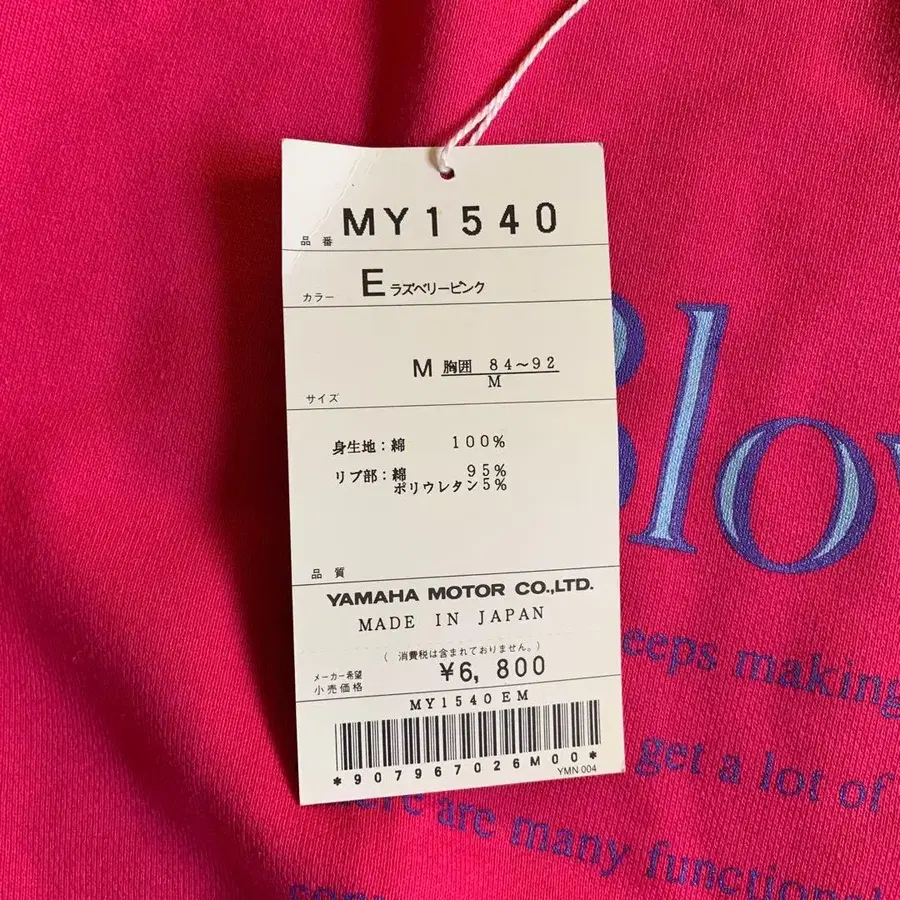 MY1540
品番
E ラズベリーピンク
カラー
M 胸囲 84~92
M
サイズ
身生地:綿 100%
リブ部:綿 95%
ポリウレタン5%
品質
YAMAHA MOTOR CO.,LTD.
MADE IN JAPAN
( 消費税は含まれておりません。)
メーカー希望
小売価格
¥6,800
MY1540EM
*907967026M00*
YMN 004
Blo
eeps making
get a lot of
are many functional